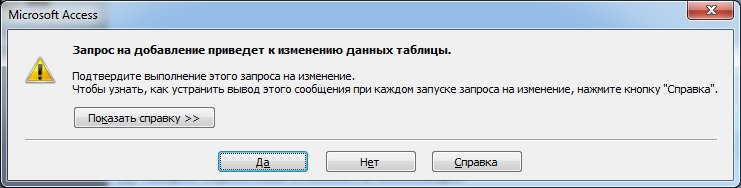 Microsoft Access
Запрос на добавление приведет к изменению данных таблицы.
Подтвердите выполнение этого запроса на изменение.
Чтобы узнать, как устранить вывод этого сообщения при каждом запуске запроса на изменение, нажмите кнопку "Справка".
Показать справку >>
Да
Нет
Справка